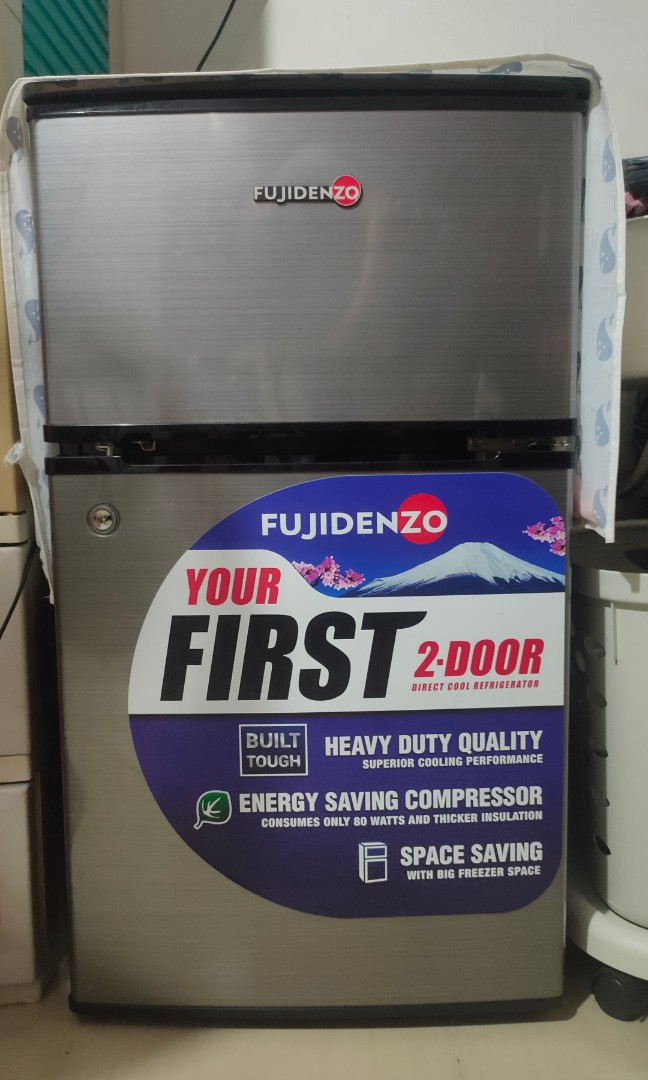 FUJIDENZO
FUJIDENZO
YOUR
FIRST
2-DOOR
DIRECT COOL REFRIGERATOR
BUILT
TOUGH
HEAVY DUTY QUALITY
SUPERIOR COOLING PERFORMANCE
ENERGY SAVING COMPRESSOR
CONSUMES ONLY 80 WATTS AND THICKER INSULATION
SPACE SAVING
WITH BIG FREEZER SPACE